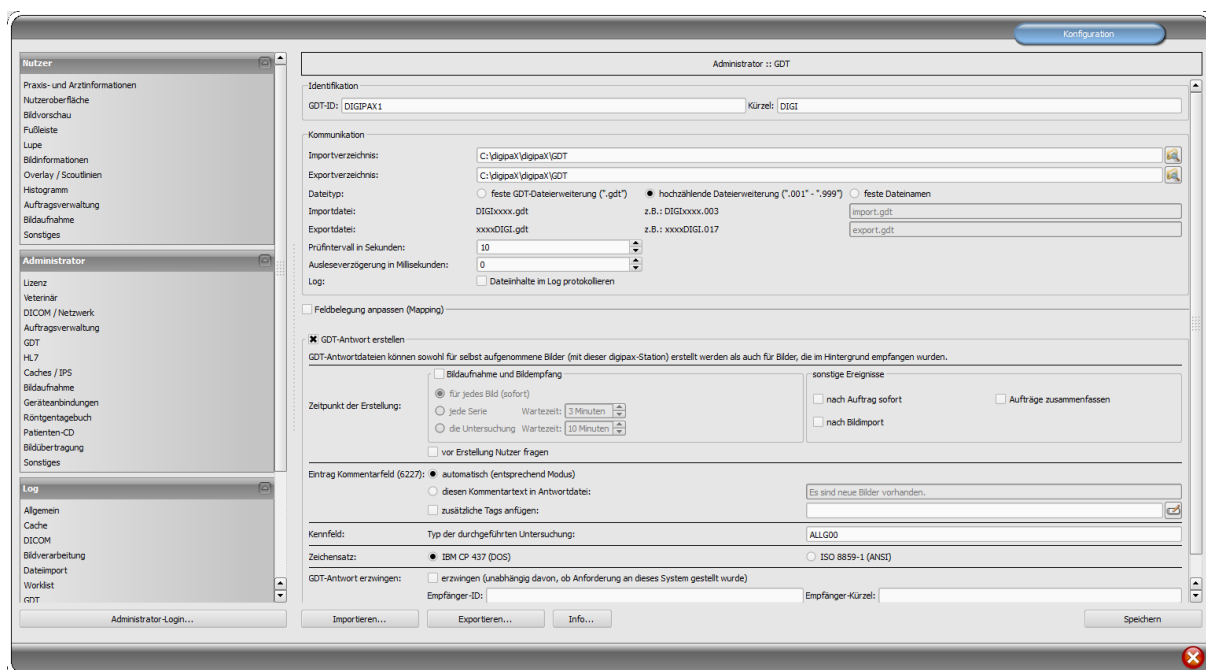 Konfiguration
Nutzer
Praxis- und Arztinformationen
Nutzeroberfläche
Bildvorschau
Fußleiste
Lupe
Bildinformationen
Overlay / Scoutlinien
Histogramm
Auftragsverwaltung
Bildaufnahme
Sonstiges
Administrator
Lizenz
Veterinär
DICOM / Netzwerk
Auftragsverwaltung
GDT
HL7
Caches / IPS
Bildaufnahme
Geräteanbindungen
Röntgentagebuch
Patienten-CD
Bildübertragung
Sonstiges
Log
Allgemein
Cache
DICOM
Bildverarbeitung
Dateiimport
Worklist
GDT
Administrator-Login...
Administrator :: GDT
Identifikation
GDT-ID: DIGIPAX1 Kürzel: DIGI
Kommunikation
Importverzeichnis: C:\digipaX\digipaX\GDT
Exportverzeichnis: C:\digipaX\digipaX\GDT
Dateityp: feste GDT-Dateierweiterung (".gdt") hochzählende Dateierweiterung (".001" - ".999") feste Dateinamen
Importdatei: DIGIxxxx.gdt z.B.: DIGIxxxx.003 import.gdt
Exportdatei: xxxxDIGI.gdt z.B.: xxxxDIGI.017 export.gdt
Prüfintervall in Sekunden: 10
Ausleseverzögerung in Millisekunden: 0
Log: Dateiinhalte im Log protokollieren
Feldbelegung anpassen (Mapping)
GDT-Antwort erstellen
GDT-Antwortdateien können sowohl für selbst aufgenommene Bilder (mit dieser digipax-Station) erstellt werden als auch für Bilder, die im Hintergrund empfangen wurden.
Zeitpunkt der Erstellung:
Bildaufnahme und Bildempfang
für jedes Bild (sofort)
jede Serie Wartezeit: 3 Minuten
die Untersuchung Wartezeit: 10 Minuten
sonstige Ereignisse
nach Auftrag sofort Aufträge zusammenfassen
nach Bildimport
vor Erstellung Nutzer fragen
Eintrag Kommentarfeld (6227): automatisch (entsprechend Modus)
diesen Kommentartext in Antwortdatei: Es sind neue Bilder vorhanden.
zusätzliche Tags anfügen:
Kennfeld: Typ der durchgeführten Untersuchung: ALLG00
Zeichensatz: IBM CP 437 (DOS) ISO 8859-1 (ANSI)
GDT-Antwort erzwingen: erzwingen (unabhängig davon, ob Anforderung an dieses System gestellt wurde)
Empfänger-ID: Empfänger-Kürzel:
Importieren... Exportieren... Info... Speichern